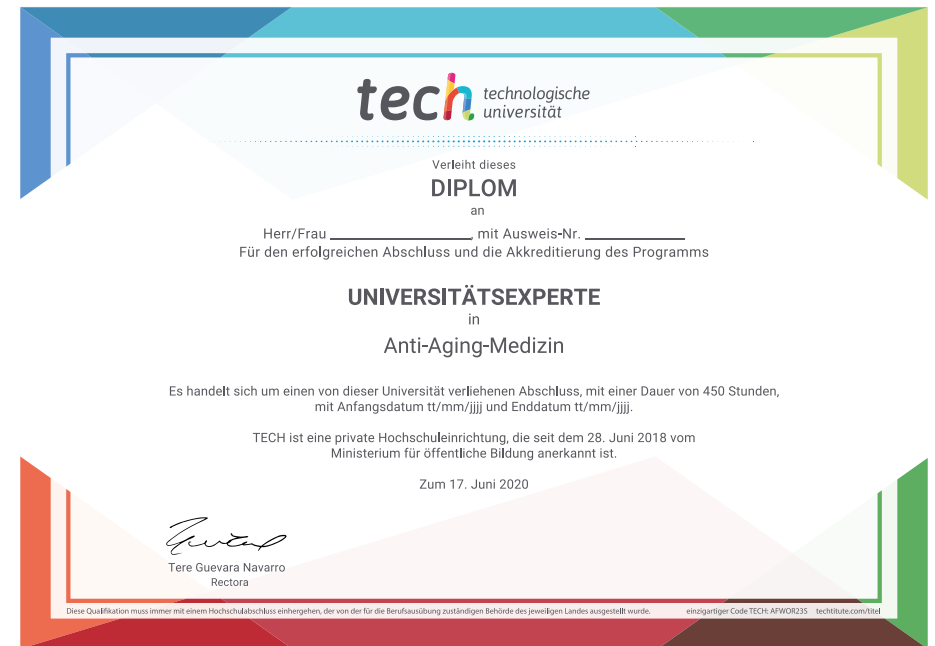 tech technologische
universität
Verleiht dieses
DIPLOM
an
Herr/Frau ____________________, mit Ausweis-Nr. ______________
Für den erfolgreichen Abschluss und die Akkreditierung des Programms
UNIVERSITÄTSEXPERTE
in
Anti-Aging-Medizin
Es handelt sich um einen von dieser Universität verliehenen Abschluss, mit einer Dauer von 450 Stunden,
mit Anfangsdatum tt/mm/jjjj und Enddatum tt/mm/jjjj.
TECH ist eine private Hochschuleinrichtung, die seit dem 28. Juni 2018 vom
Ministerium für öffentliche Bildung anerkannt ist.
Zum 17. Juni 2020
Tere Guevara Navarro
Rectora
Diese Qualifikation muss immer mit einem Hochschulabschluss einhergehen, der von der für die Berufsausübung zuständigen Behörde des jeweiligen Landes ausgestellt wurde. einzigartiger Code TECH: AFWOR23S techtitute.com/titel